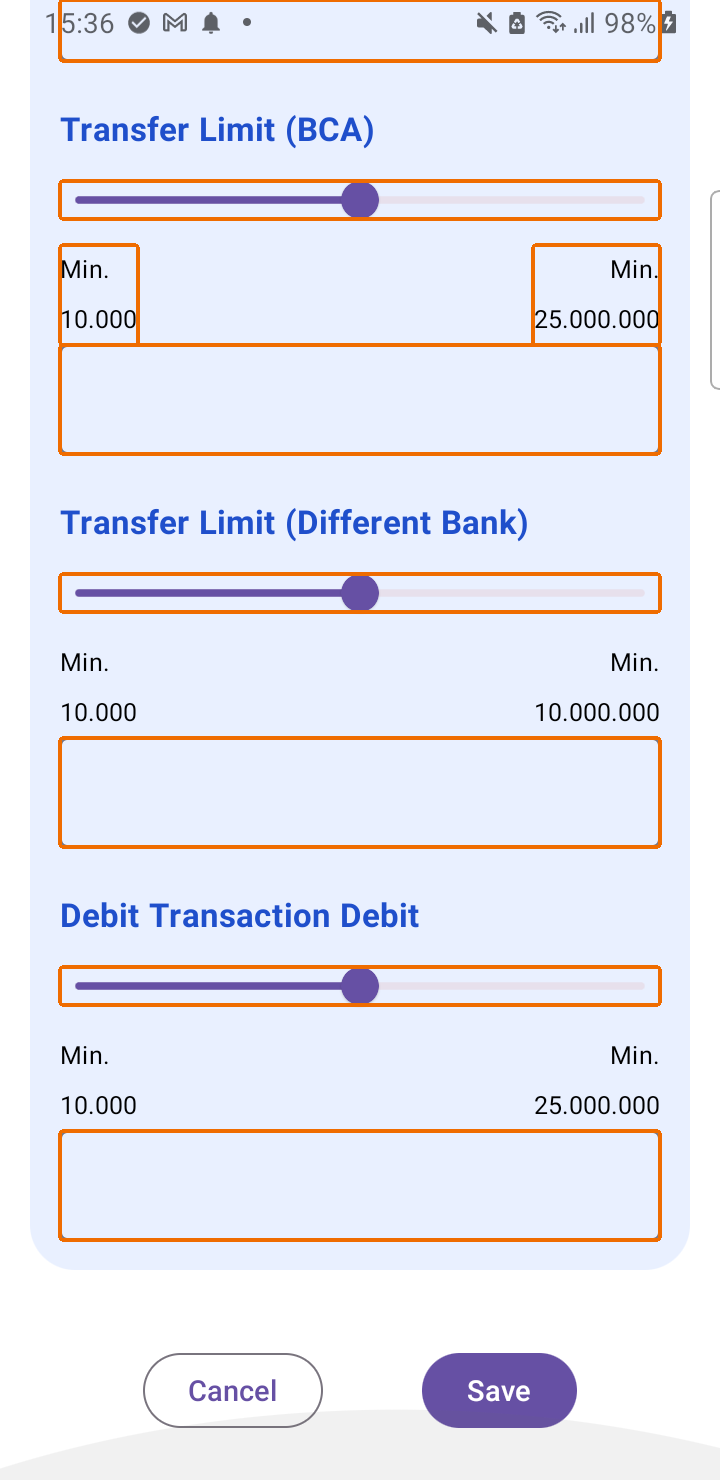 15:36 98%
Transfer Limit (BCA)
Min. Min.
10.000 25.000.000
Transfer Limit (Different Bank)
Min. Min.
10.000 10.000.000
Debit Transaction Debit
Min. Min.
10.000 25.000.000
Cancel Save